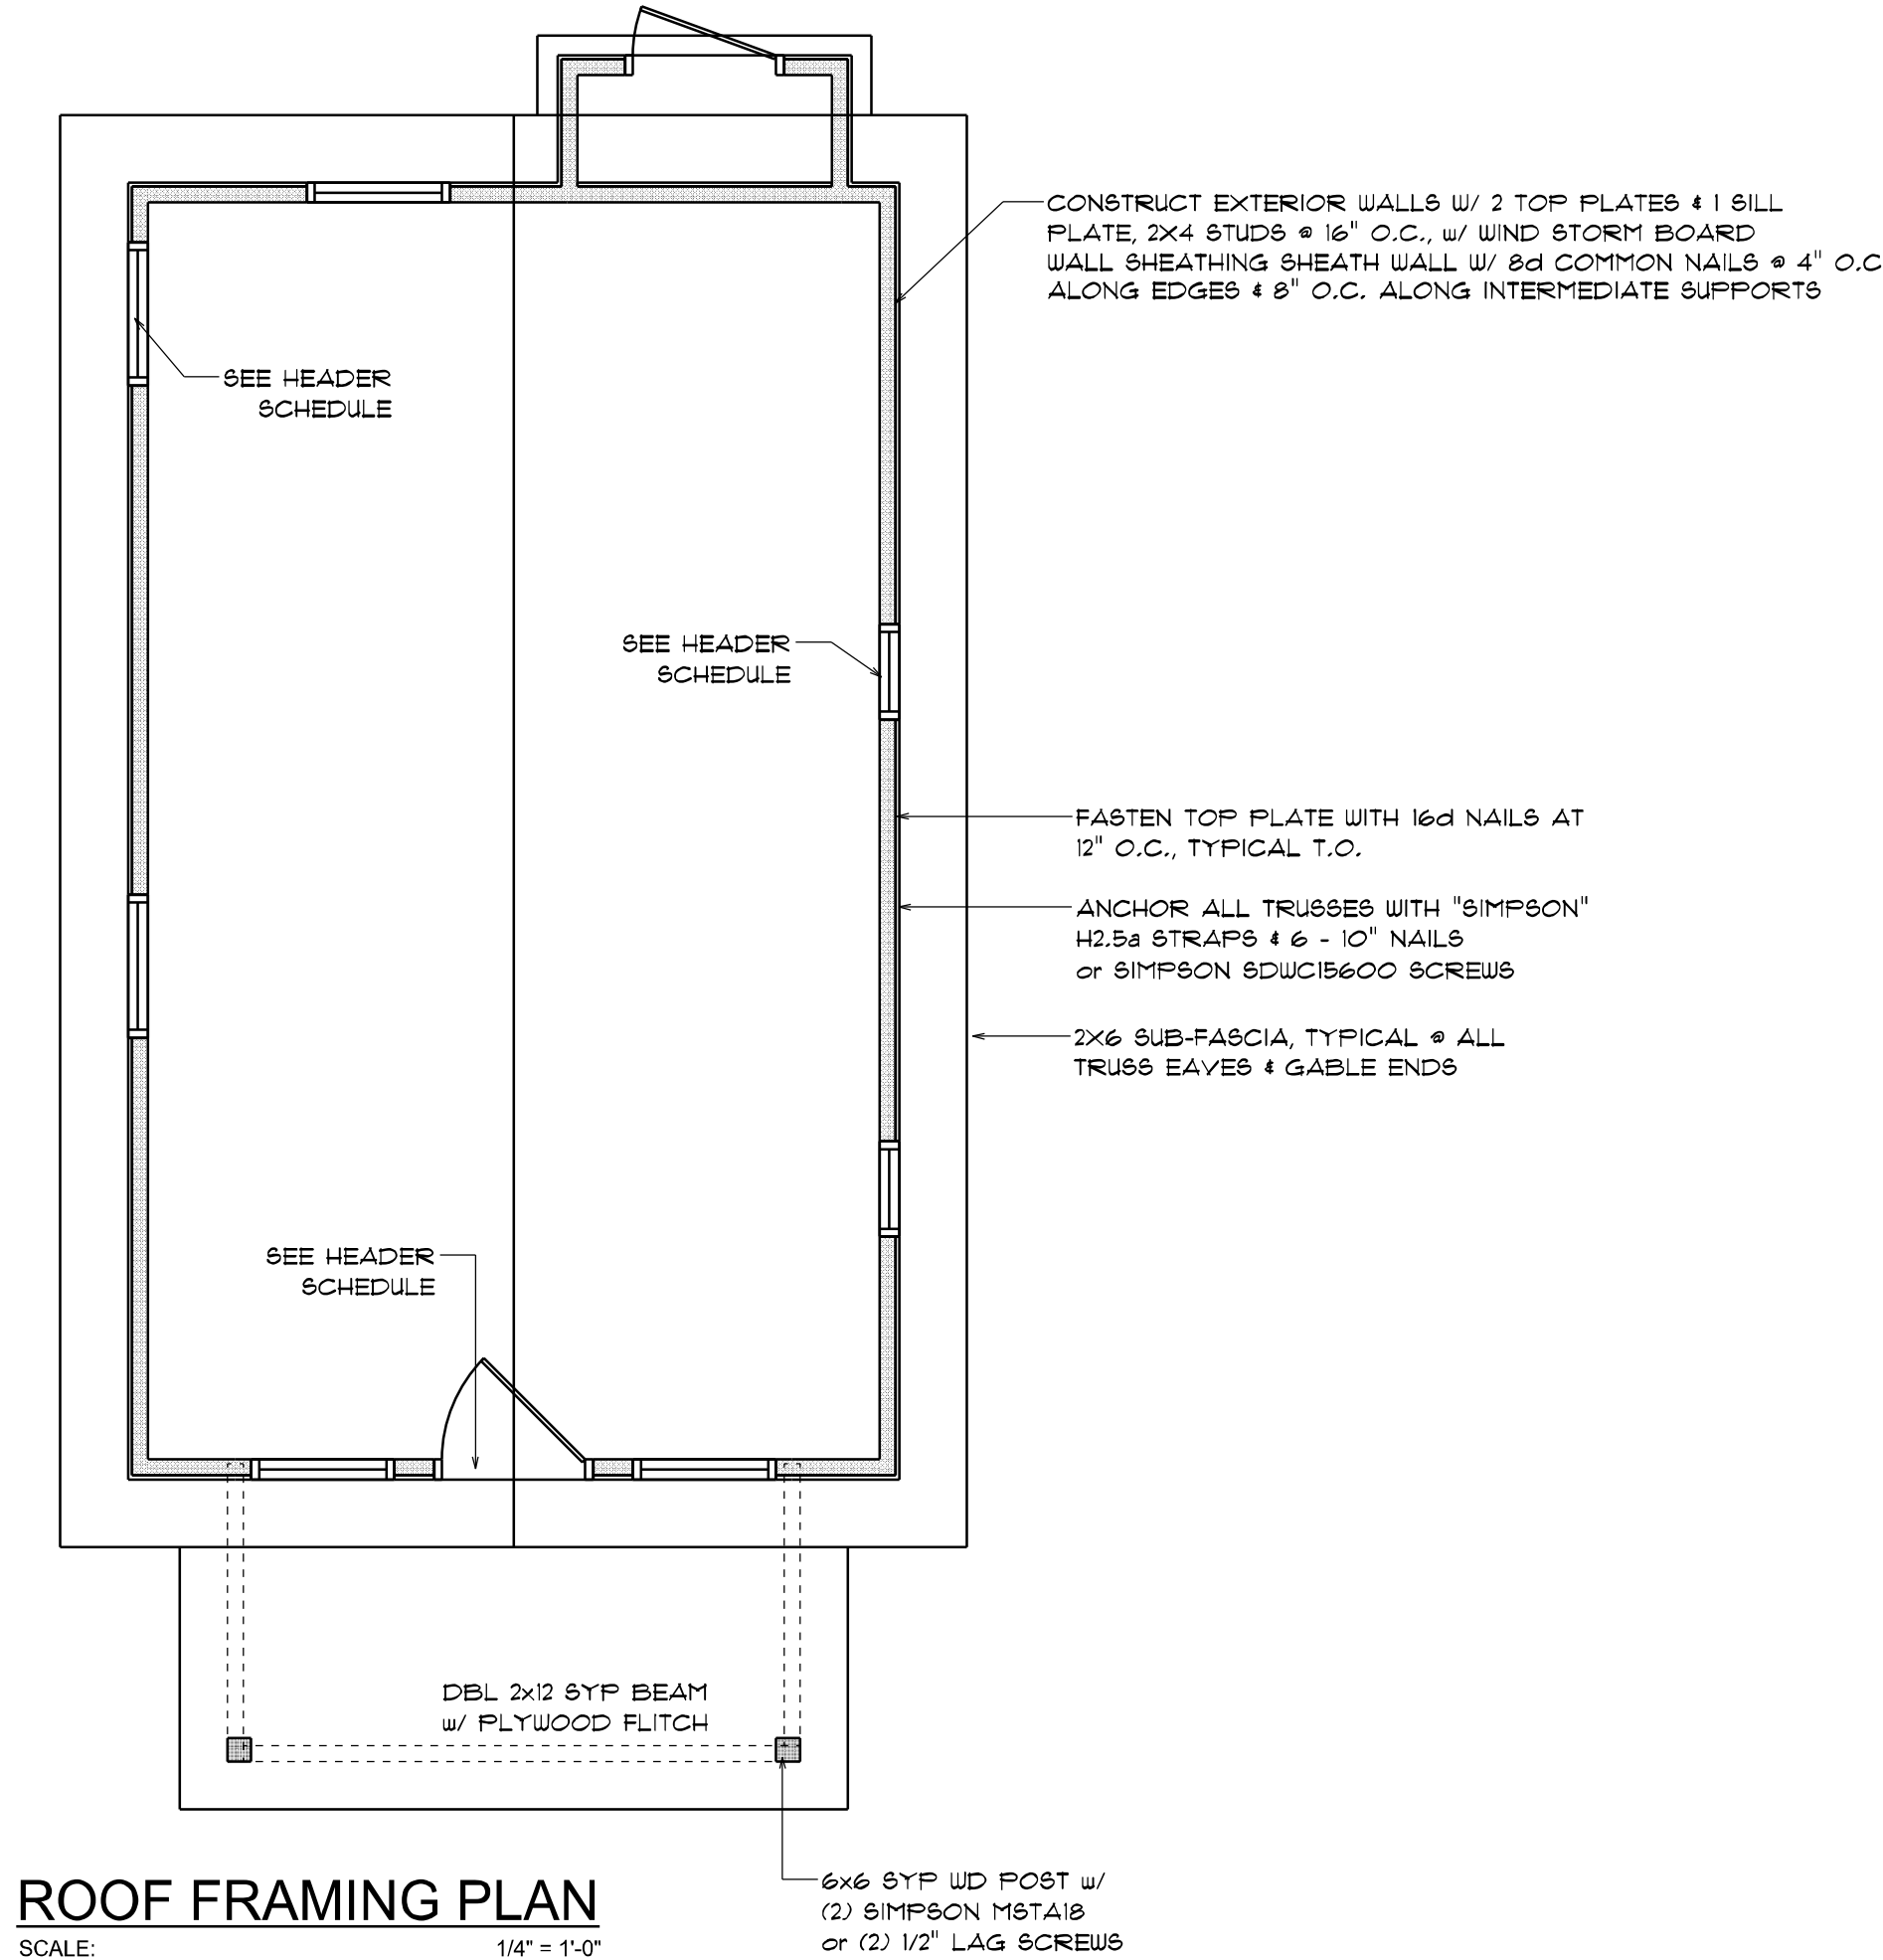 CONSTRUCT EXTERIOR WALLS W/ 2 TOP PLATES & 1 SILL
PLATE, 2X4 STUDS @ 16" O.C., w/ WIND STORM BOARD
WALL SHEATHING SHEATH WALL W/ 8d COMMON NAILS @ 4" O.C
ALONG EDGES & 8" O.C. ALONG INTERMEDIATE SUPPORTS
SEE HEADER
SCHEDULE
SEE HEADER
SCHEDULE
FASTEN TOP PLATE WITH 16d NAILS AT
12" O.C., TYPICAL T.O.
ANCHOR ALL TRUSSES WITH "SIMPSON"
H2.5a STRAPS & 6 - 10" NAILS
or SIMPSON SDWC15600 SCREWS
2X6 SUB-FASCIA, TYPICAL @ ALL
TRUSS EAVES & GABLE ENDS
SEE HEADER
SCHEDULE
DBL 2x12 SYP BEAM
w/ PLYWOOD FLITCH
6x6 SYP WD POST w/
(2) SIMPSON MSTA18
or (2) 1/2" LAG SCREWS
ROOF FRAMING PLAN
SCALE: 1/4" = 1'-0"